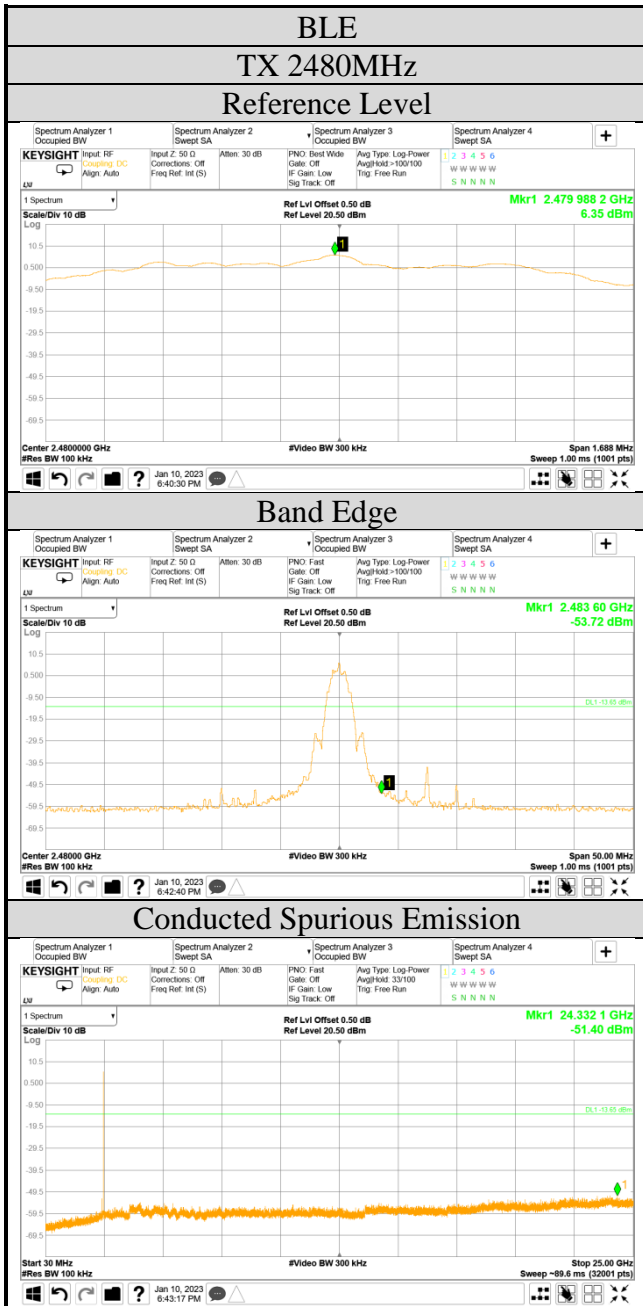 BLE
TX 2480MHz
Reference Level
Spectrum Analyzer 1 Occupied BW
Spectrum Analyzer 2 Swept SA
Spectrum Analyzer 3 Occupied BW
Spectrum Analyzer 4 Swept SA
+
KEYSIGHT Input: RF Input Z: 50 Ω Atten: 30 dB PNO: Best Wide Avg Type: Log-Power 1 2 3 4 5 6
Coupling: DC Corrections: Off Gate: Off Avg|Hold:>100/100 W W W W W
Align: Auto Freq Ref: Int (S) IF Gain: Low Trig: Free Run S N N N N
LXI Sig Track: Off
1 Spectrum
Ref Lvl Offset 0.50 dB Mkr1 2.479 988 2 GHz
Scale/Div 10 dB Ref Level 20.50 dBm 6.35 dBm
Log
1
10.5
0.500
-9.50
-19.5
-29.5
-39.5
-49.5
-59.5
-69.5
Center 2.4800000 GHz #Video BW 300 kHz Span 1.688 MHz
#Res BW 100 kHz Sweep 1.00 ms (1001 pts)
? Jan 10, 2023
6:40:30 PM
Band Edge
Spectrum Analyzer 1 Occupied BW
Spectrum Analyzer 2 Swept SA
Spectrum Analyzer 3 Occupied BW
Spectrum Analyzer 4 Swept SA
+
KEYSIGHT Input: RF Input Z: 50 Ω Atten: 30 dB PNO: Fast Avg Type: Log-Power 1 2 3 4 5 6
Coupling: DC Corrections: Off Gate: Off Avg|Hold:>100/100 W W W W W
Align: Auto Freq Ref: Int (S) IF Gain: Low Trig: Free Run S N N N N
LXI Sig Track: Off
1 Spectrum
Ref Lvl Offset 0.50 dB Mkr1 2.483 60 GHz
Scale/Div 10 dB Ref Level 20.50 dBm -53.72 dBm
Log
10.5
0.500
-9.50
DL1 -13.65 dBm
-19.5
-29.5
-39.5
-49.5
1
-59.5
-69.5
Center 2.48000 GHz #Video BW 300 kHz Span 50.00 MHz
#Res BW 100 kHz Sweep 1.00 ms (1001 pts)
? Jan 10, 2023
6:42:40 PM
Conducted Spurious Emission
Spectrum Analyzer 1 Occupied BW
Spectrum Analyzer 2 Swept SA
Spectrum Analyzer 3 Occupied BW
Spectrum Analyzer 4 Swept SA
+
KEYSIGHT Input: RF Input Z: 50 Ω Atten: 30 dB PNO: Fast Avg Type: Log-Power 1 2 3 4 5 6
Coupling: DC Corrections: Off Gate: Off Avg|Hold: 33/100 W W W W W
Align: Auto Freq Ref: Int (S) IF Gain: Low Trig: Free Run S N N N N
LXI Sig Track: Off
1 Spectrum
Ref Lvl Offset 0.50 dB Mkr1 24.332 1 GHz
Scale/Div 10 dB Ref Level 20.50 dBm -51.40 dBm
Log
10.5
0.500
-9.50
DL1 -13.65 dBm
-19.5
-29.5
-39.5
-49.5
1
-59.5
-69.5
Start 30 MHz #Video BW 300 kHz Stop 25.00 GHz
#Res BW 100 kHz Sweep ~89.6 ms (32001 pts)
? Jan 10, 2023
6:43:17 PM